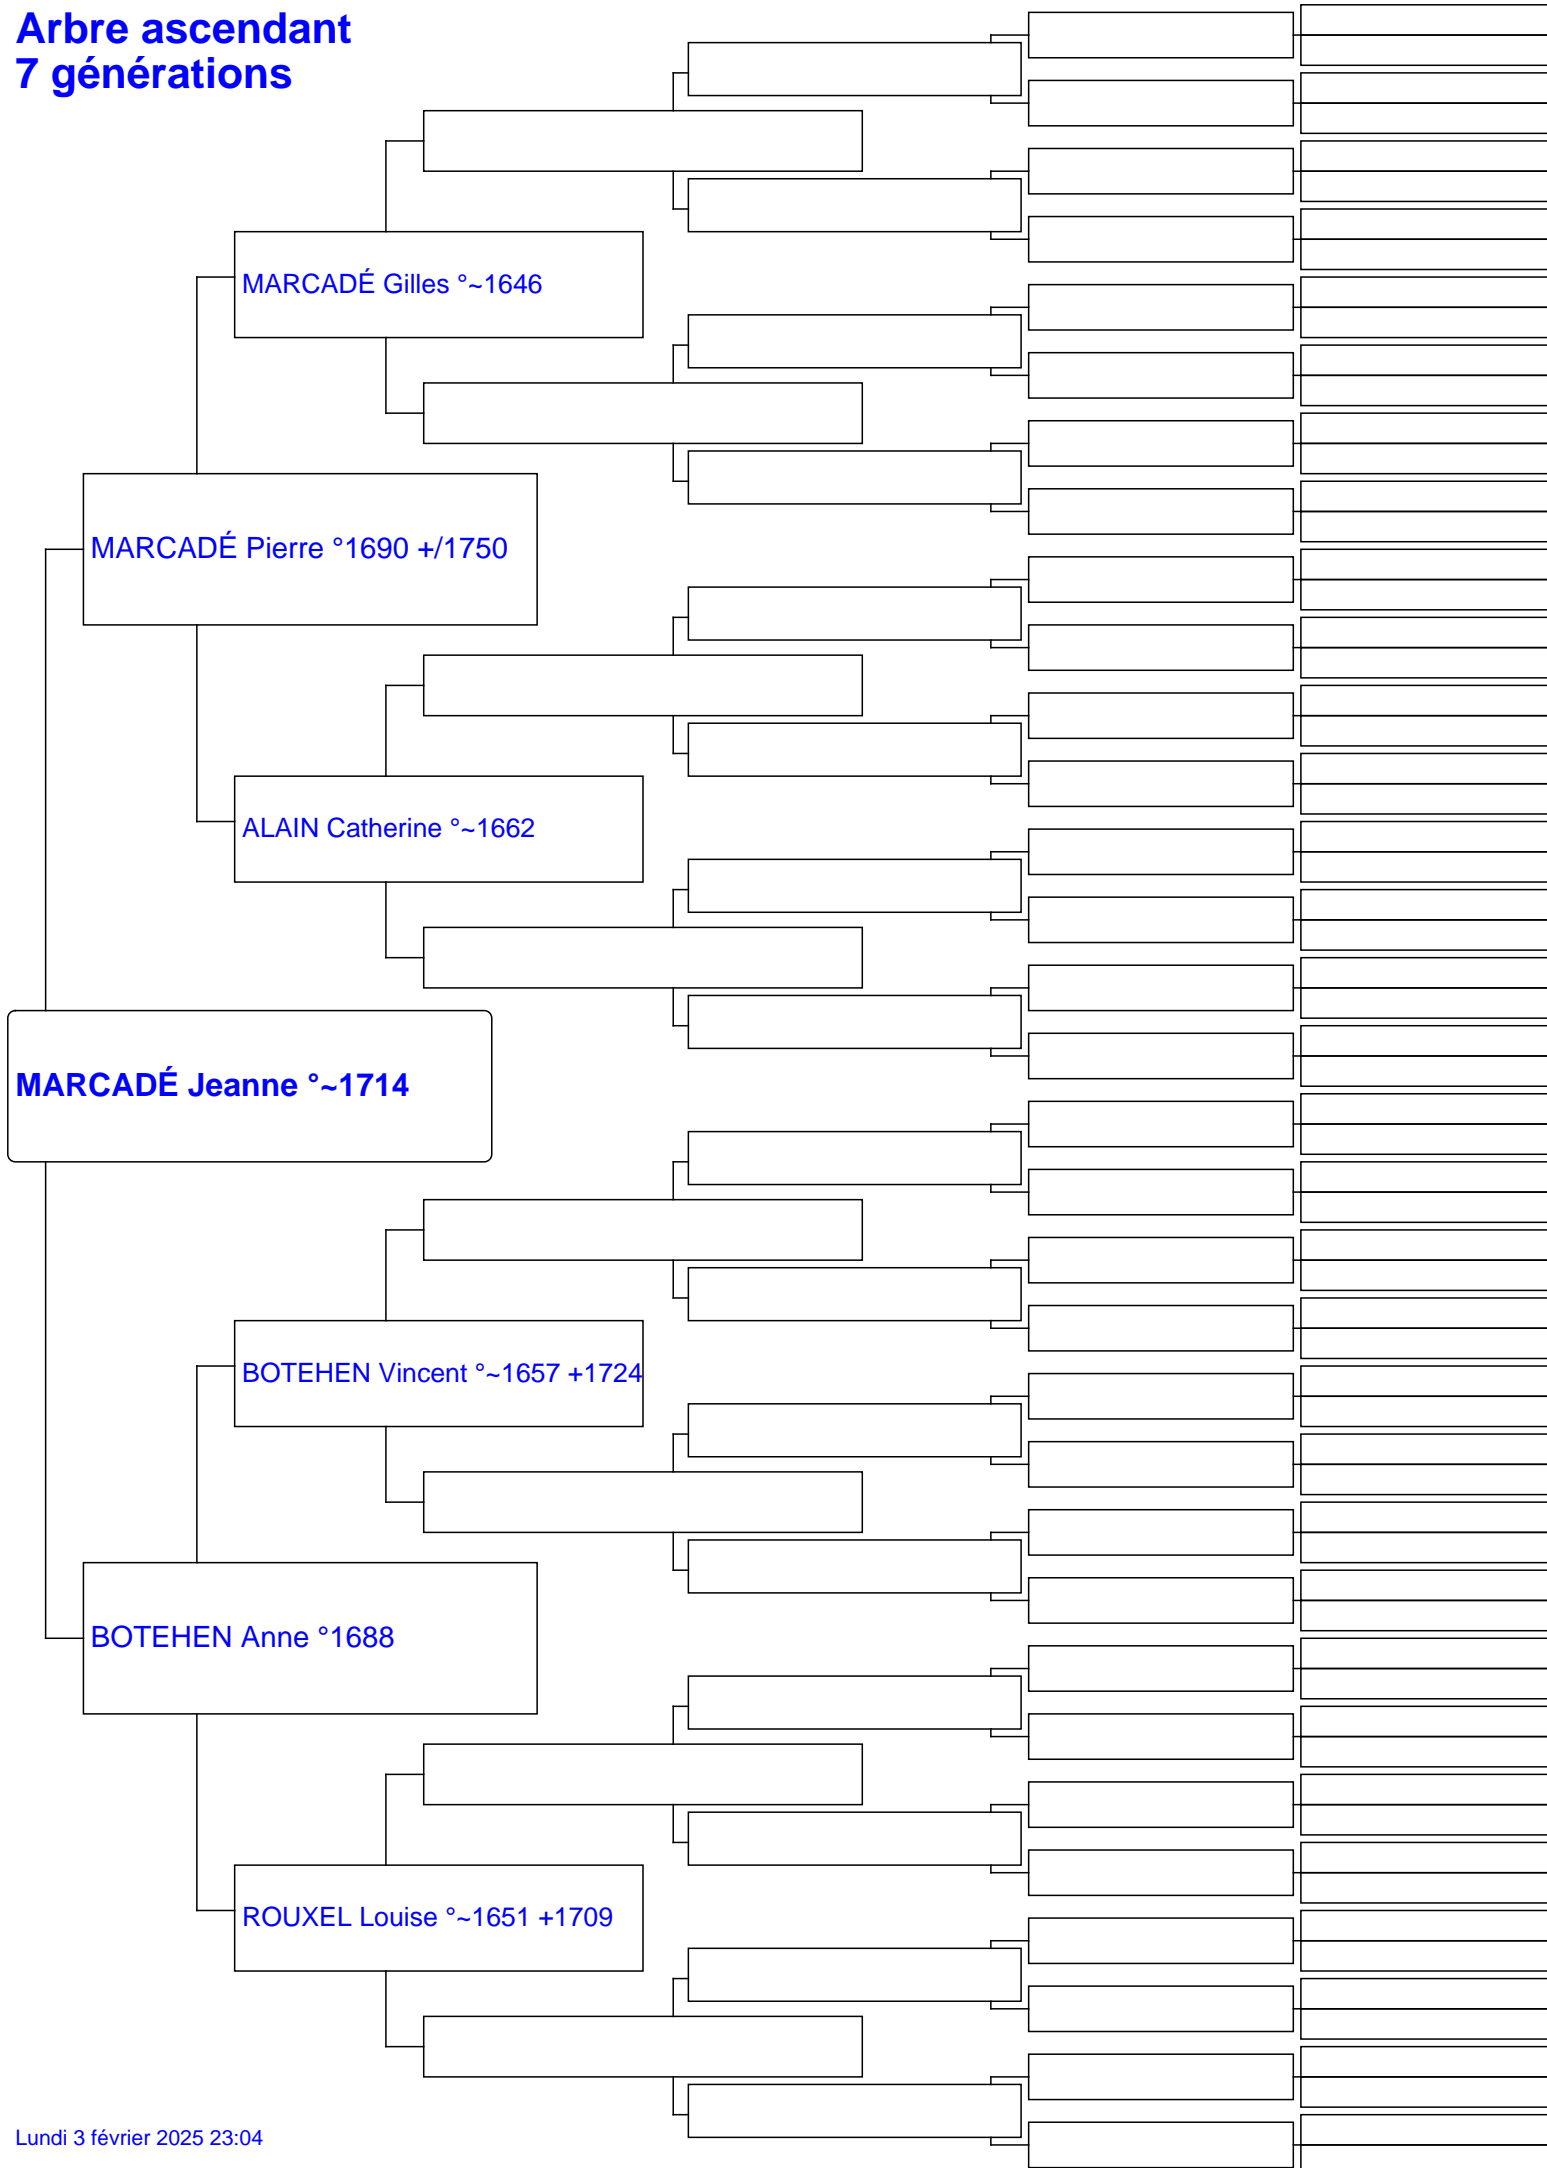 Arbre ascendant
7 générations
MARCADÉ Gilles °~1646
MARCADÉ Pierre °1690 +/1750
ALAIN Catherine °~1662
MARCADÉ Jeanne °~1714
BOTEHEN Vincent °~1657 +1724
BOTEHEN Anne °1688
ROUXEL Louise °~1651 +1709
Lundi 3 février 2025 23:04